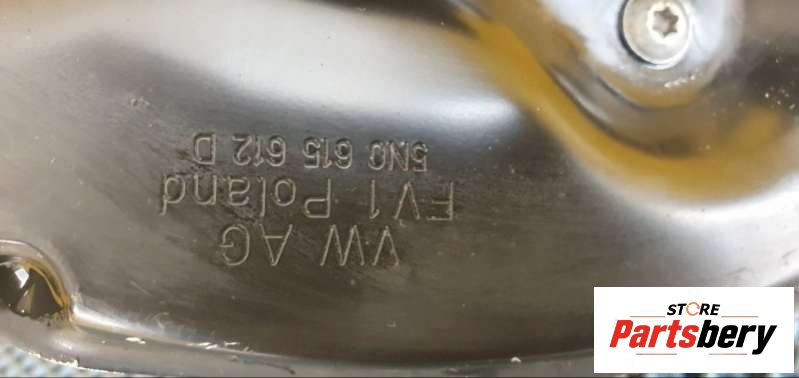 VW AG
FV1 Poland
5N0 615 612 D
STORE
Partsbery